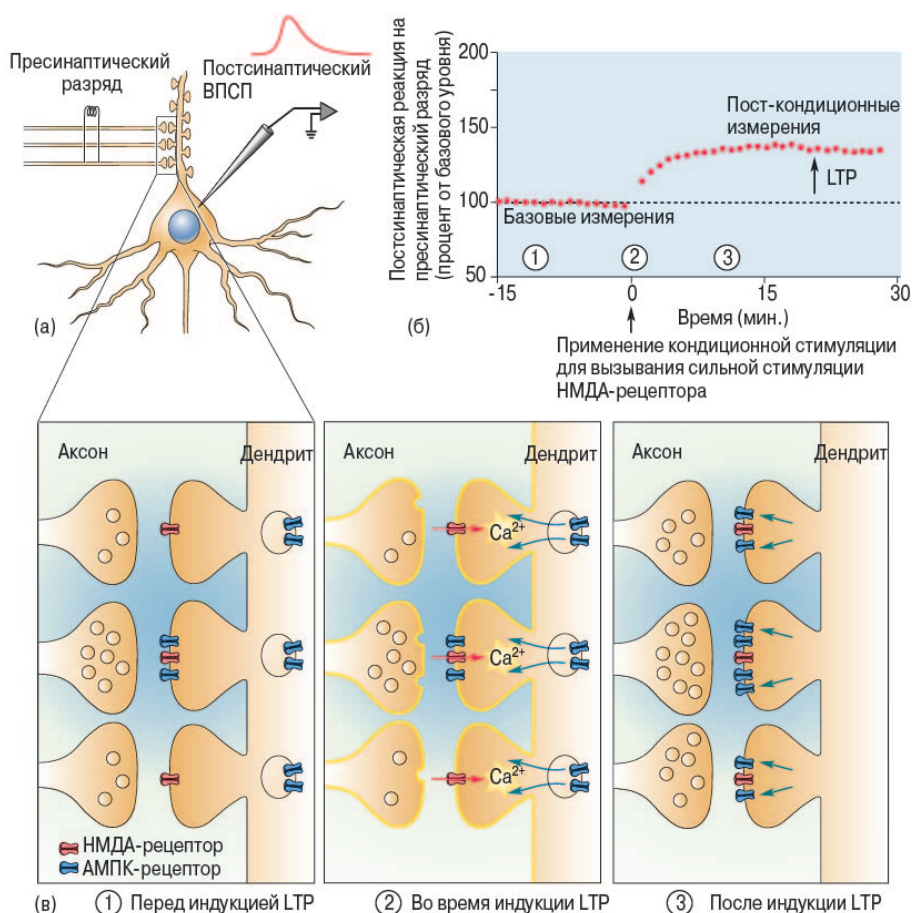 (а)
Пресинаптический
разряд
Постсинаптический
ВПСП
Постсинаптическая реакция на
пресинаптический разряд
(процент от базового уровня)
200
150
100
50
Пост-кондиционные
измерения
LTP
Базовые измерения
1
2
3
-15
0
15
30
Время (мин.)
(б)
Применение кондиционной стимуляции
для вызывания сильной стимуляции
НМДА-рецептора
Аксон
Дендрит
НМДА-рецептор
АМПК-рецептор
Аксон
Дендрит
Ca2+
Ca2+
Ca2+
Аксон
Дендрит
(в)
1 Перед индукцией LTP
2 Во время индукции LTP
3 После индукции LTP